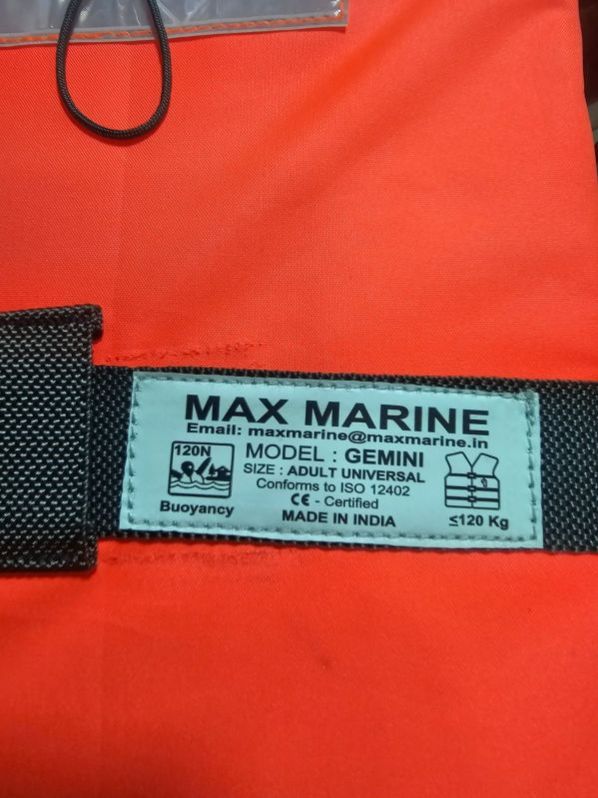 MAX MARINE
Email: maxmarine@maxmarine.in
120N
MODEL : GEMINI
SIZE : ADULT UNIVERSAL
Conforms to ISO 12402
CE - Certified
Buoyancy
MADE IN INDIA
≤120 Kg